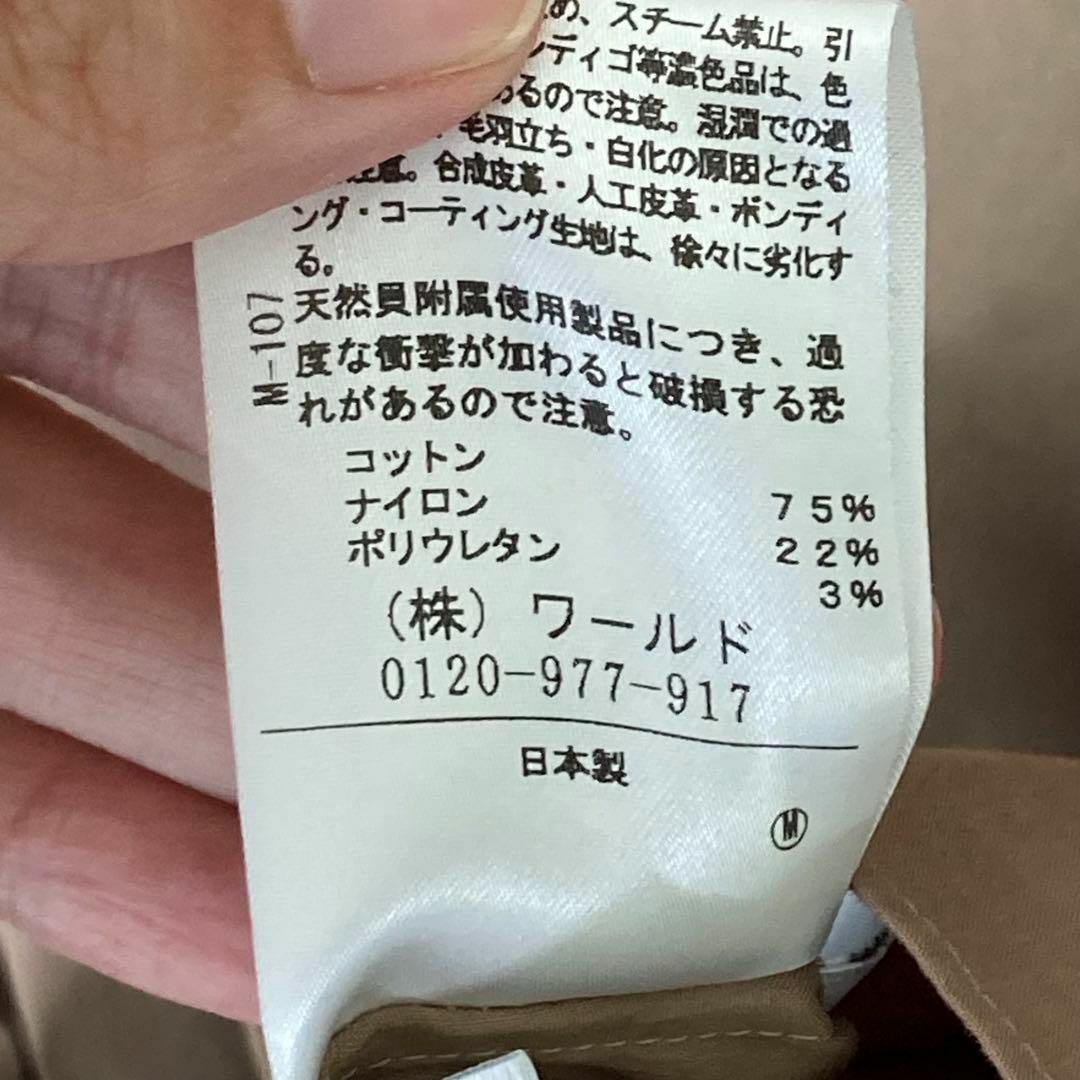 め、スチーム禁止。引
ンディゴ等濃色品は、色
あるので注意。湿潤での過
毛羽立ち・白化の原因となる
注意。合成皮革・人工皮革・ボンディ
ング・コーティング生地は、徐々に劣化す
る。
天然貝附属使用製品につき、過
度な衝撃が加わると破損する恐
れがあるので注意。
M-107
コットン 75%
ナイロン 22%
ポリウレタン 3%
(株) ワールド
0120-977-917
日本製
M